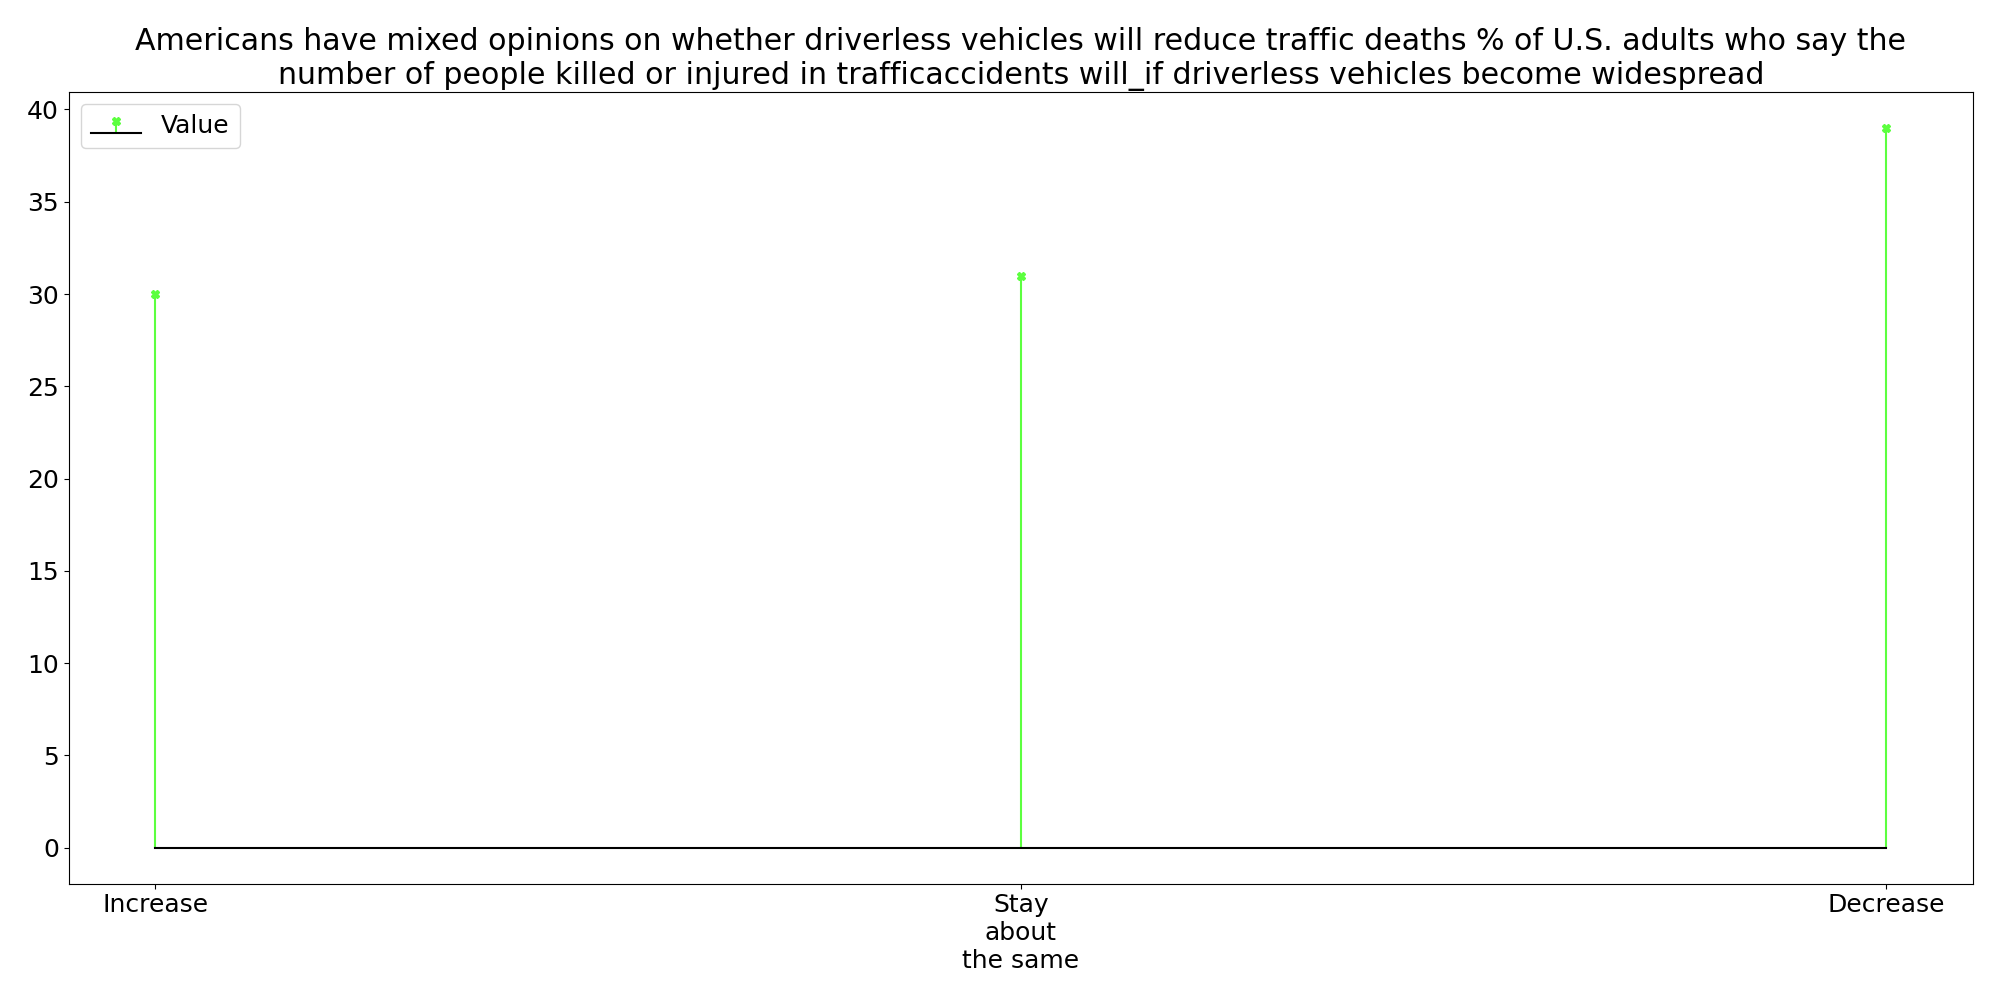 Americans have mixed opinions on whether driverless vehicles will reduce traffic deaths % of U.S. adults who say the
number of people killed or injured in trafficaccidents will_if driverless vehicles become widespread
Value
40
35
30
25
20
15
10
5
0
Increase
Stay
about
the same
Decrease